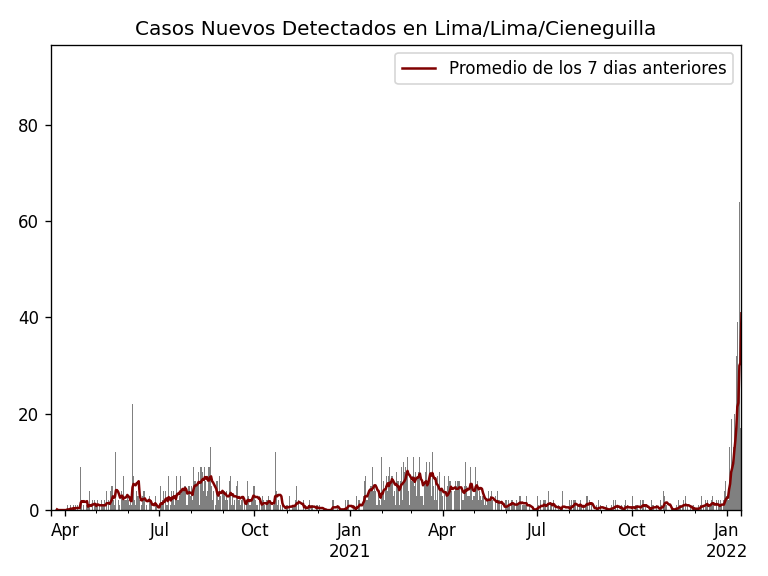 Casos Nuevos Detectados en Lima/Lima/Cieneguilla
Promedio de los 7 dias anteriores
80
60
40
20
0
Apr Jul Oct Jan Apr Jul Oct Jan
2021 2022